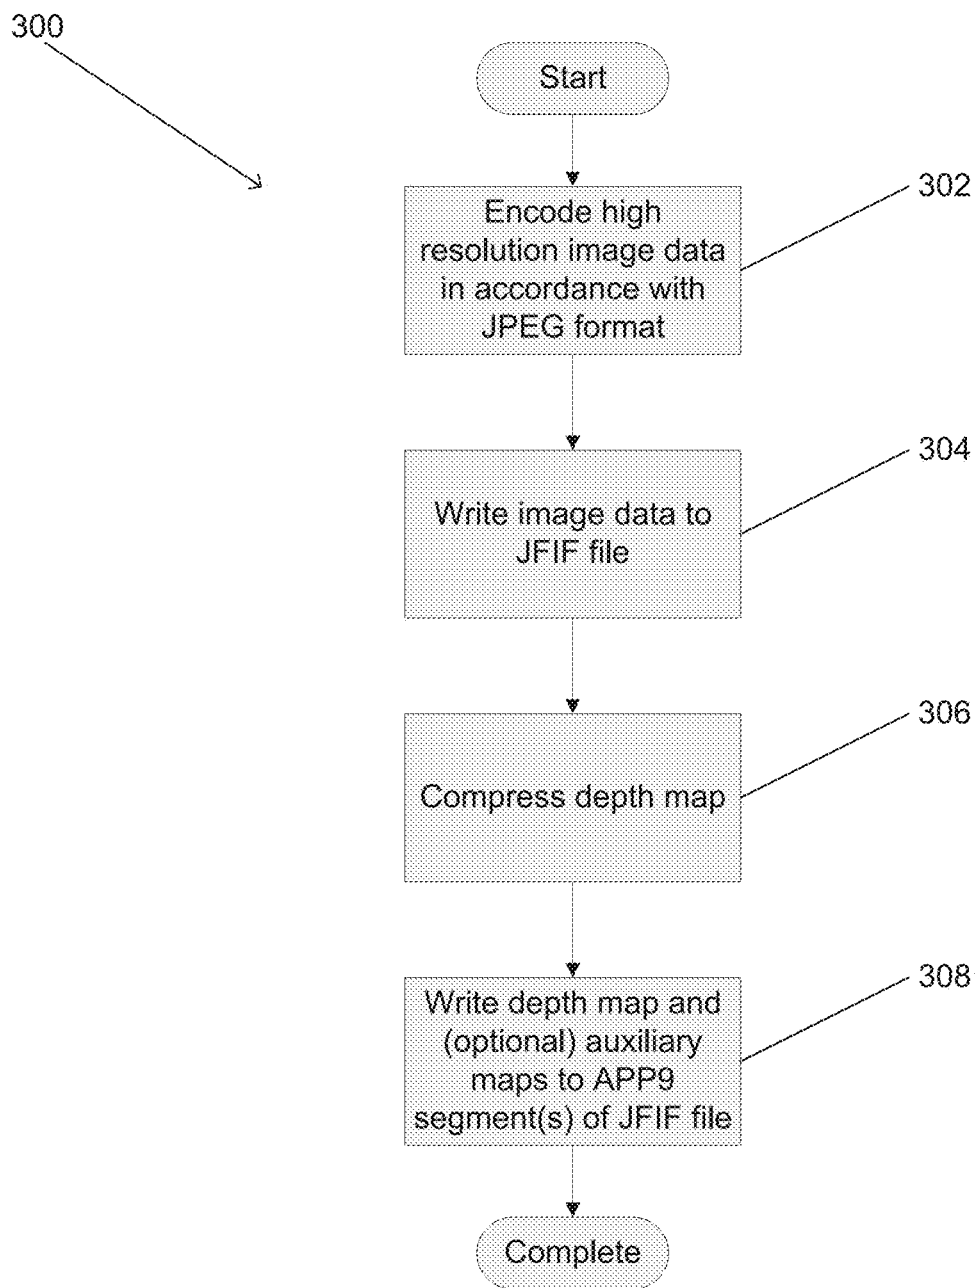 300
Start
302
Encode high
resolution image data
in accordance with
JPEG format
304
Write image data to
JFIF file
306
Compress depth map
308
Write depth map and
(optional) auxiliary
maps to APP9
segment(s) of JFIF file
Complete